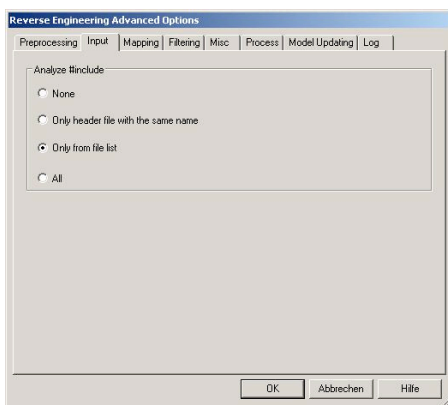 Reverse Engineering Advanced Options
Preprocessing Input Mapping Filtering Misc Process Model Updating Log
Analyze #include
None
Only header file with the same name
Only from file list
All
OK Abbrechen Hilfe